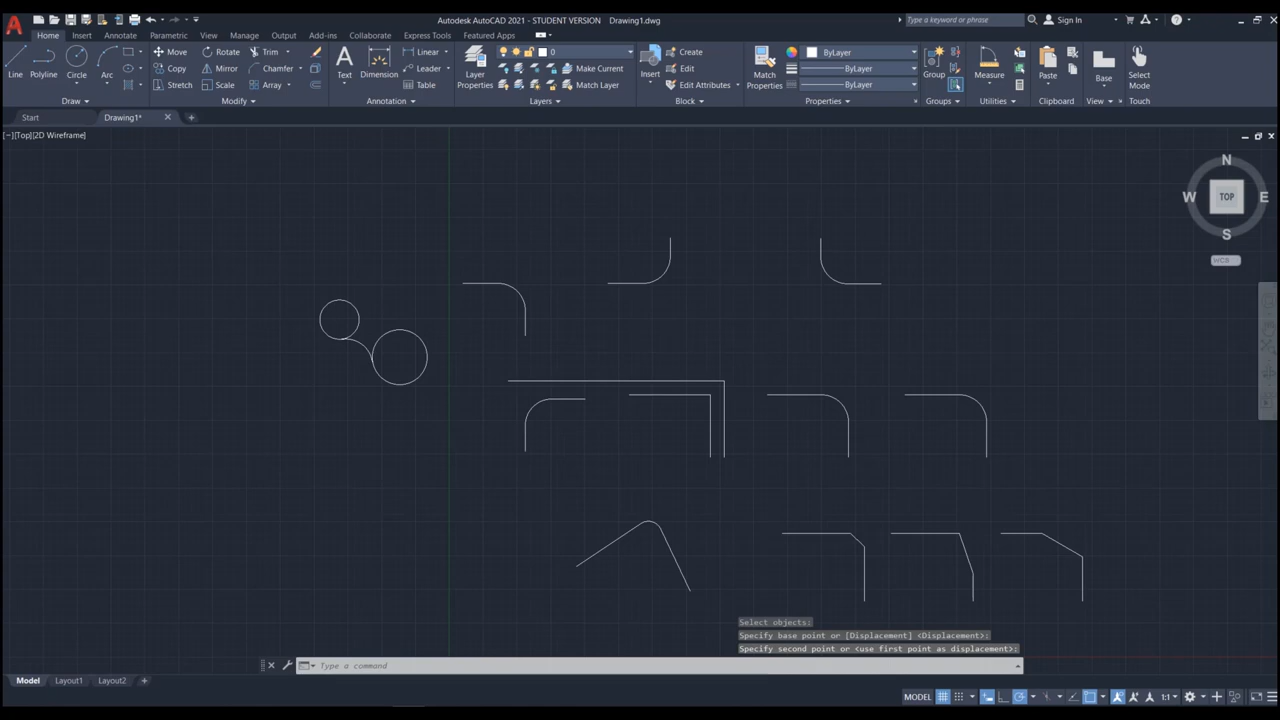 Autodesk AutoCAD 2021 - STUDENT VERSION Drawing1.dwg
Type a keyword or phrase
Sign In
Home Insert Annotate Parametric View Manage Output Add-ins Collaborate Express Tools Featured Apps
Line Polyline Circle Arc
Move Rotate Trim
Copy Mirror Chamfer
Stretch Scale Array
Text Dimension
Linear
Leader
Table
Layer Properties
0
Make Current
Match Layer
Insert
Create
Edit
Edit Attributes
Match Properties
ByLayer
ByLayer
ByLayer
Group
Measure
Paste
Base
Select Mode
Draw Modify Annotation Layers Block Properties Groups Utilities Clipboard View Touch
Start Drawing1*
[−][Top][2D Wireframe]
N
W TOP E
S
WCS
Select objects:
Specify base point or [Displacement] <Displacement>:
Specify second point or <use first point as displacement>:
Type a command
Model Layout1 Layout2
MODEL 1:1